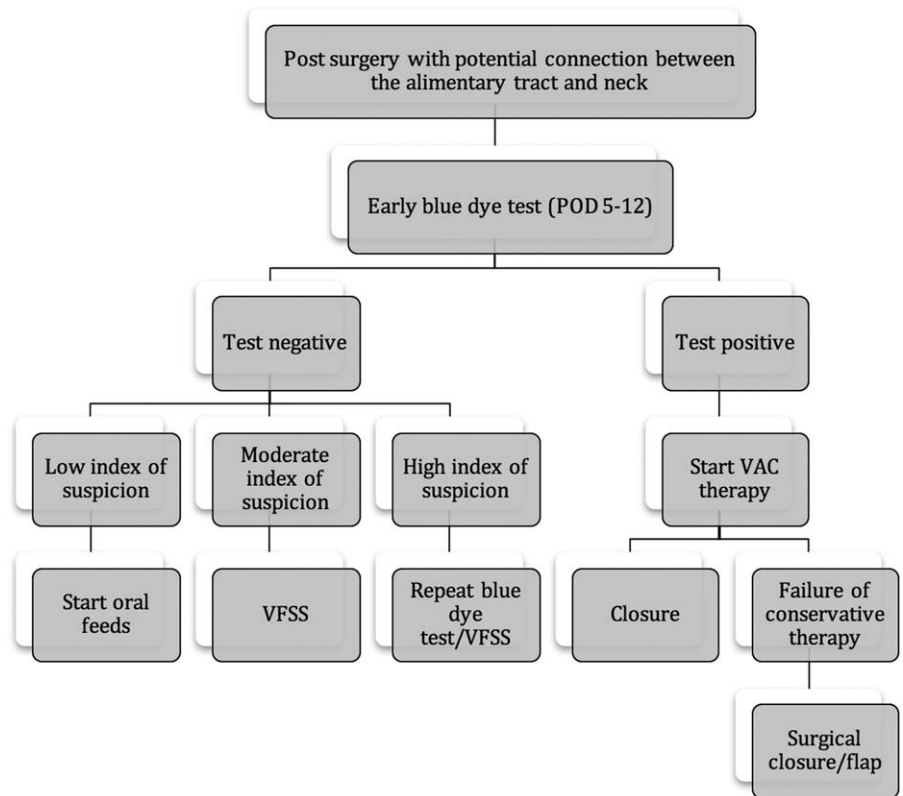 Post surgery with potential connection between
the alimentary tract and neck
Early blue dye test (POD 5-12)
Test negative
Test positive
Low index of
suspicion
Moderate
index of
suspicion
High index of
suspicion
Start VAC
therapy
Start oral
feeds
VFSS
Repeat blue
dye
test/VFSS
Closure
Failure of
conservative
therapy
Surgical
closure/flap